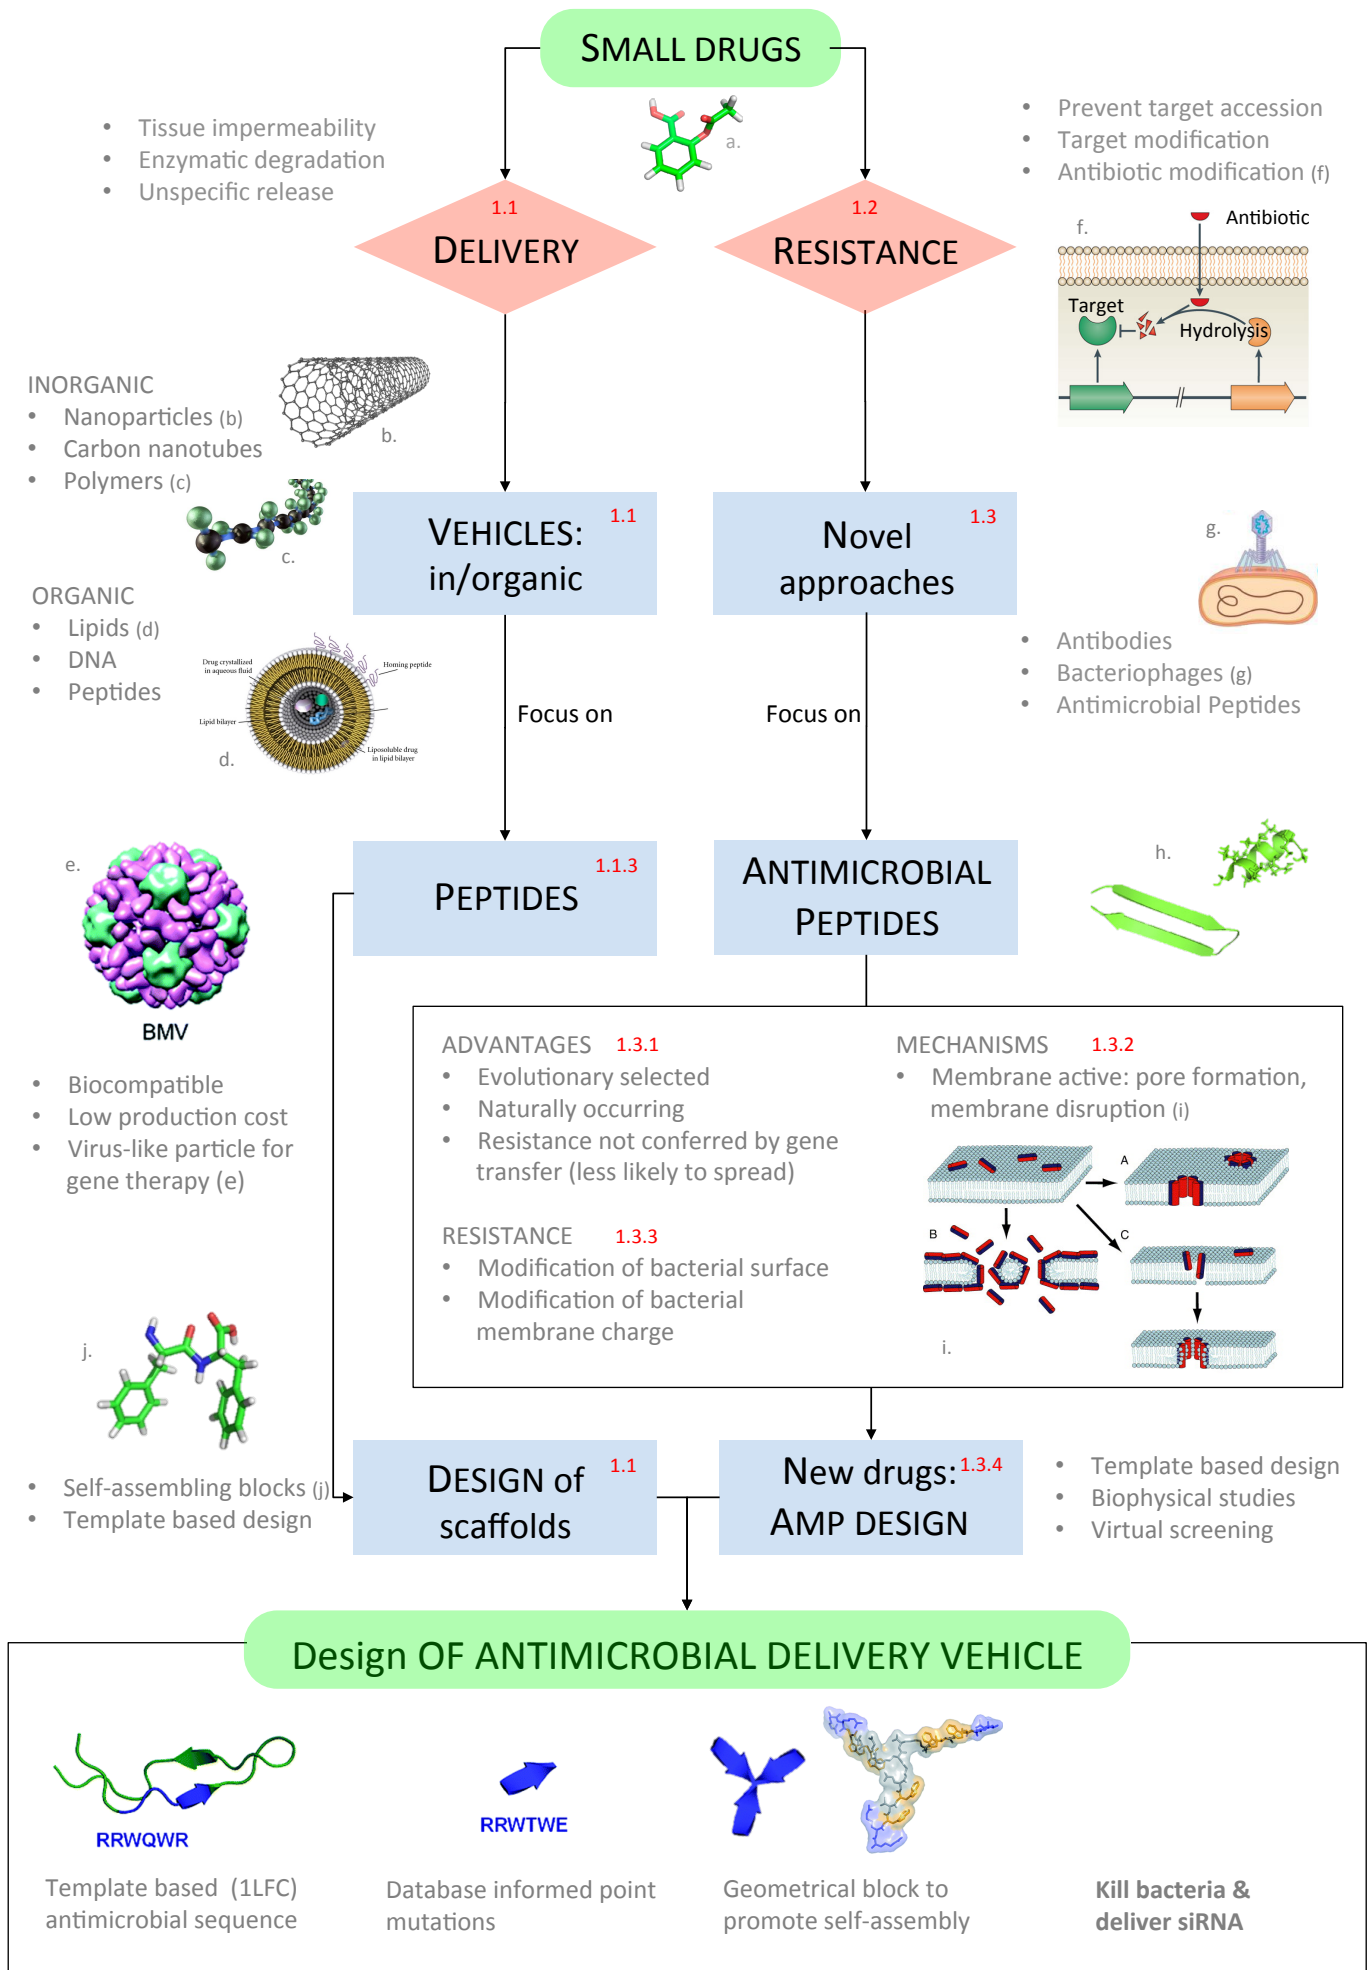 SMALL DRUGS
a.
• Tissue impermeability
• Enzymatic degradation
• Unspecific release
• Prevent target accession
• Target modification
• Antibiotic modification (f)
1.1
DELIVERY
1.2
RESISTANCE
f.
Antibiotic
Target
Hydrolysis
INORGANIC
• Nanoparticles (b)
• Carbon nanotubes
• Polymers (c)
b.
c.
1.1
VEHICLES:
in/organic
1.3
Novel
approaches
g.
ORGANIC
• Lipids (d)
• DNA
• Peptides
Drug crystallized
in aqueous fluid
Homing peptide
Lipid bilayer
Liposoluble drug
in lipid bilayer
d.
• Antibodies
• Bacteriophages (g)
• Antimicrobial Peptides
Focus on
Focus on
e.
BMV
1.1.3
PEPTIDES
ANTIMICROBIAL
PEPTIDES
h.
• Biocompatible
• Low production cost
• Virus-like particle for
gene therapy (e)
ADVANTAGES 1.3.1
• Evolutionary selected
• Naturally occurring
• Resistance not conferred by gene
transfer (less likely to spread)
RESISTANCE 1.3.3
• Modification of bacterial surface
• Modification of bacterial
membrane charge
MECHANISMS 1.3.2
• Membrane active: pore formation,
membrane disruption (i)
A
B
C
i.
j.
• Self-assembling blocks (j)
• Template based design
1.1
DESIGN of
scaffolds
New drugs: 1.3.4
AMP DESIGN
• Template based design
• Biophysical studies
• Virtual screening
Design OF ANTIMICROBIAL DELIVERY VEHICLE
RRWQWR
Template based (1LFC)
antimicrobial sequence
RRWTWE
Database informed point
mutations
Geometrical block to
promote self-assembly
Kill bacteria &
deliver siRNA